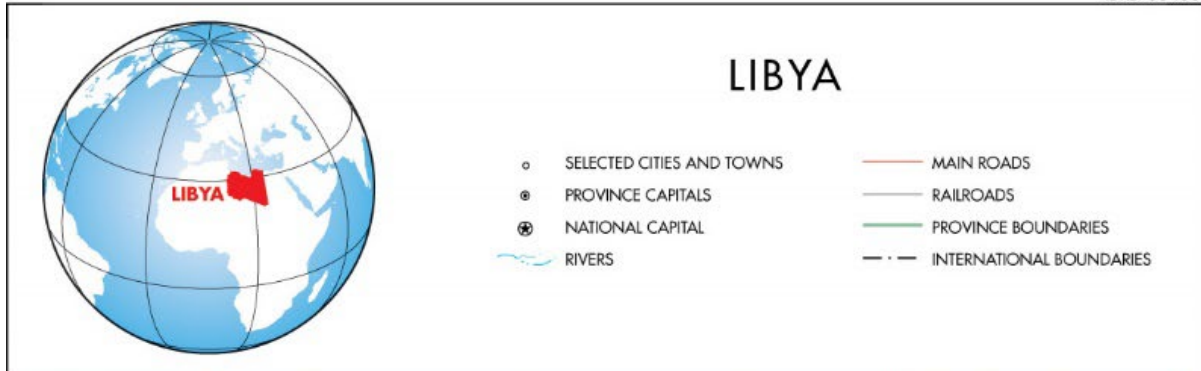 LIBYA
LIBYA
SELECTED CITIES AND TOWNS
PROVINCE CAPITALS
NATIONAL CAPITAL
RIVERS
MAIN ROADS
RAILROADS
PROVINCE BOUNDARIES
INTERNATIONAL BOUNDARIES